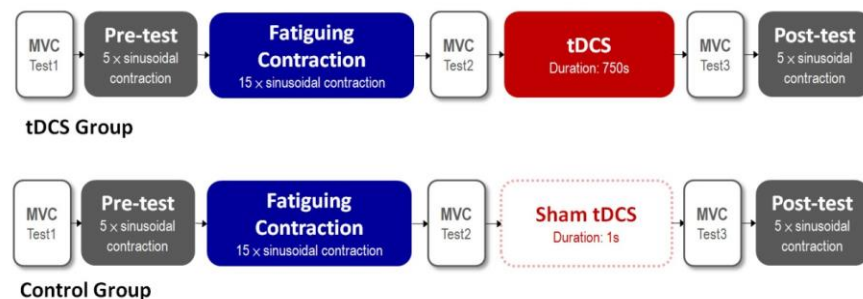 MVC
Test1
Pre-test
5 × sinusoidal
contraction
Fatiguing
Contraction
15 × sinusoidal contraction
MVC
Test2
tDCS
Duration: 750s
MVC
Test3
Post-test
5 × sinusoidal
contraction
tDCS Group
MVC
Test1
Pre-test
5 × sinusoidal
contraction
Fatiguing
Contraction
15 × sinusoidal contraction
MVC
Test2
Sham tDCS
Duration: 1s
MVC
Test3
Post-test
5 × sinusoidal
contraction
Control Group